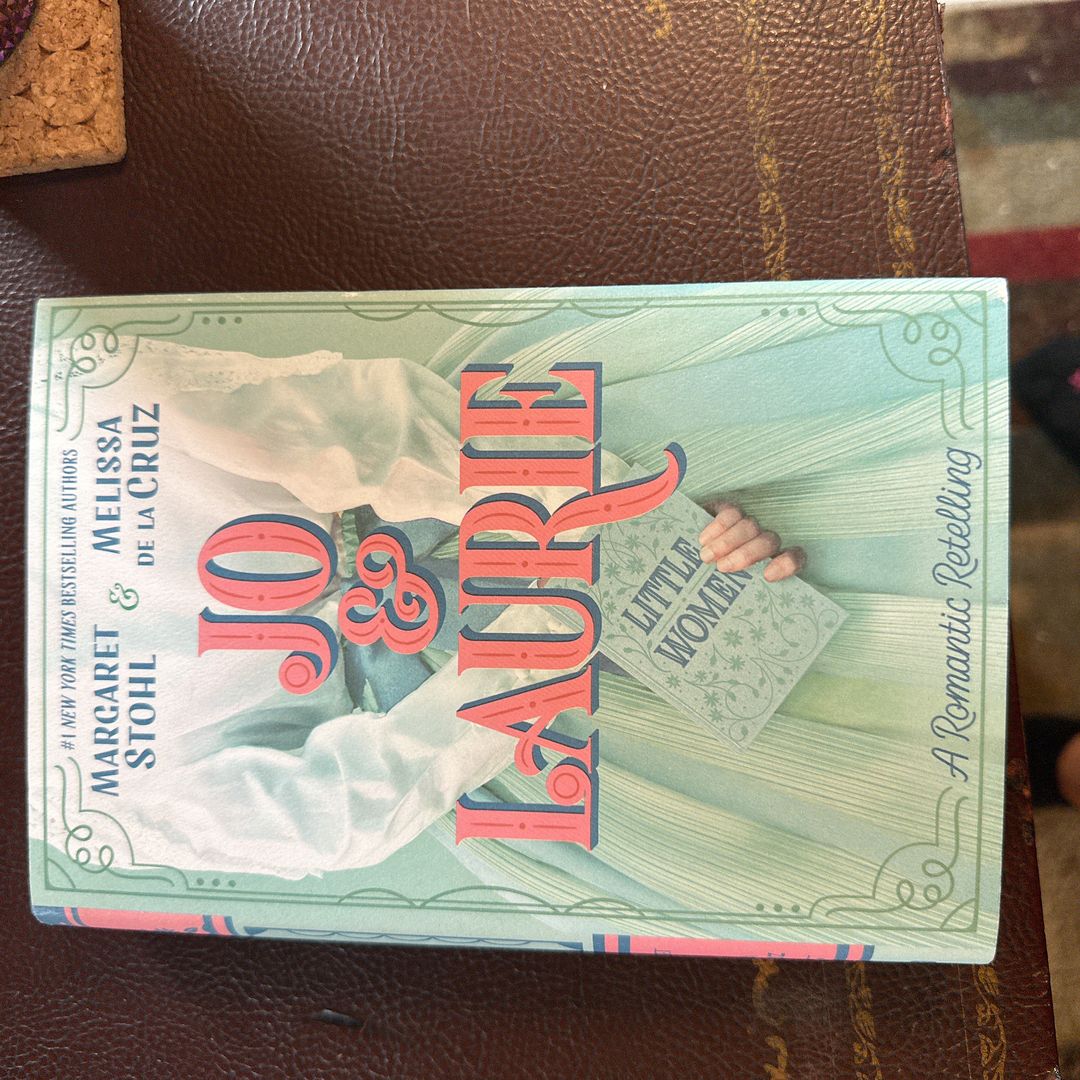 #1 NEW YORK TIMES BESTSELLING AUTHORS
MARGARET STOHL
&
MELISSA DE LA CRUZ
JO
&
LAURIE
LITTLE
WOMEN
A Romantic Retelling